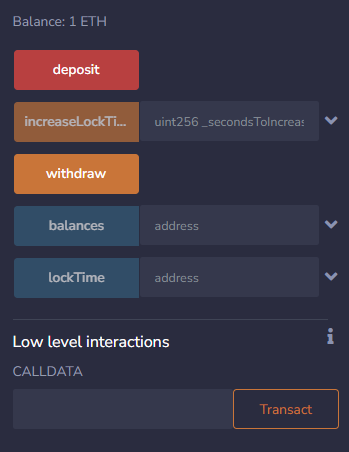 Balance: 1 ETH
deposit
increaseLockTi... uint256 _secondsToIncreas
withdraw
balances address
lockTime address
Low level interactions
CALLDATA
Transact